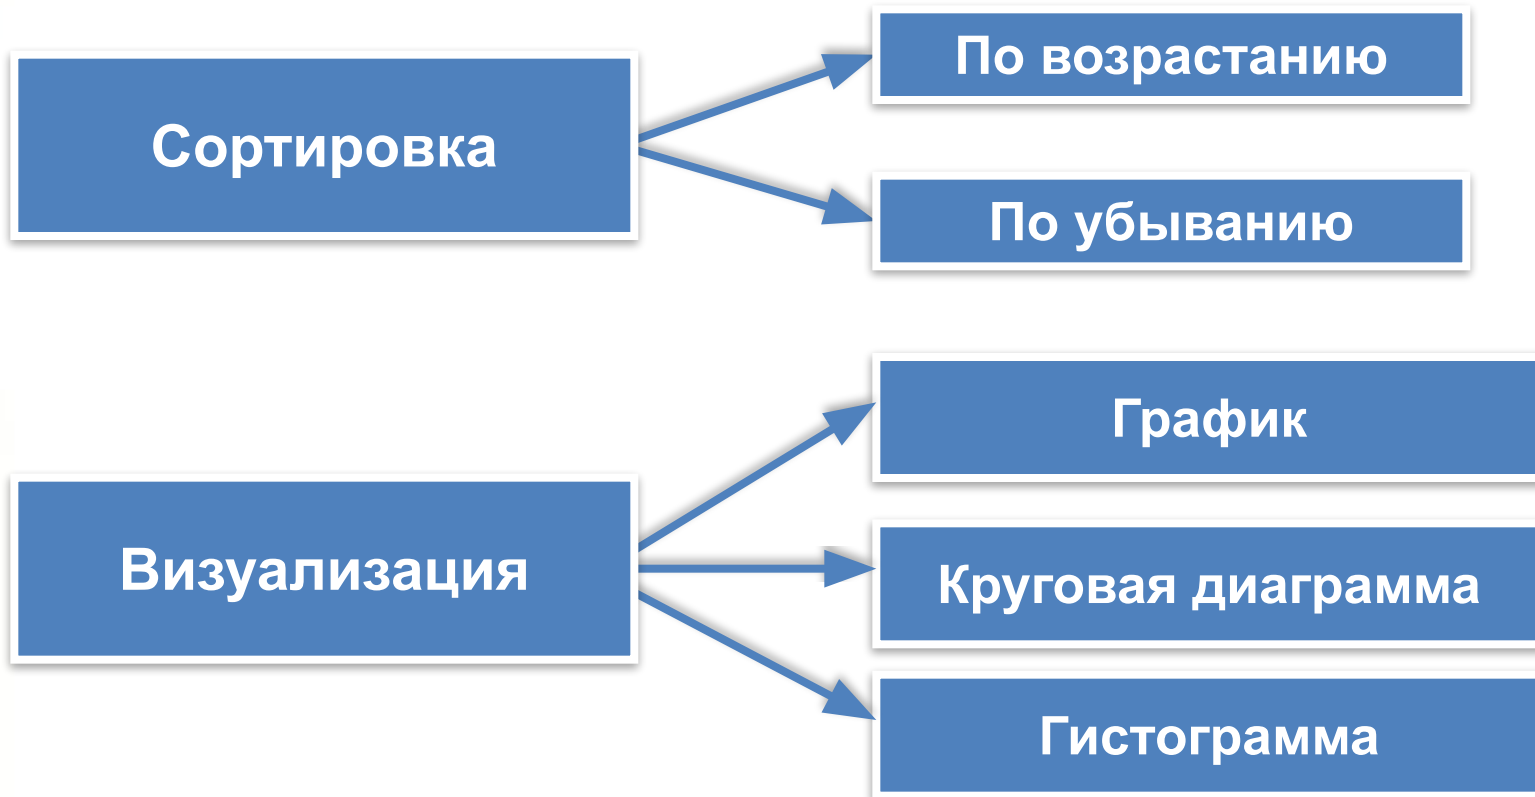 Сортировка
По возрастанию
По убыванию
Визуализация
График
Круговая диаграмма
Гистограмма